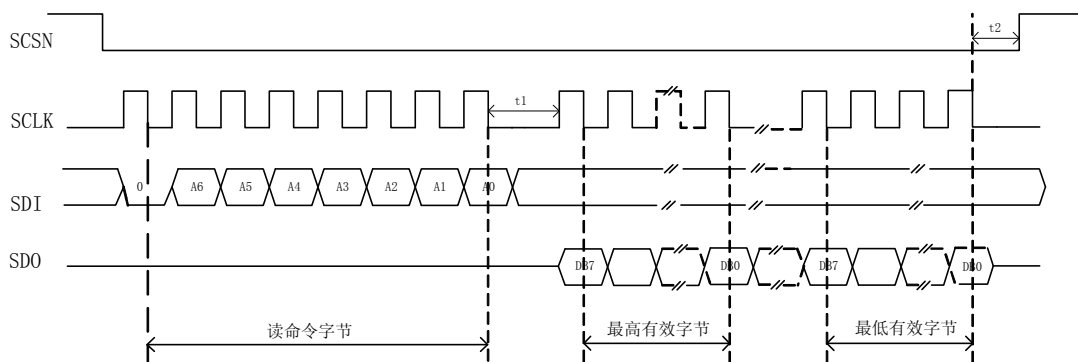 SCSN
t2
SCLK
t1
SDI
0
A6
A5
A4
A3
A2
A1
A0
SDO
DB7
DB0
DB7
DB0
读命令字节
最高有效字节
最低有效字节